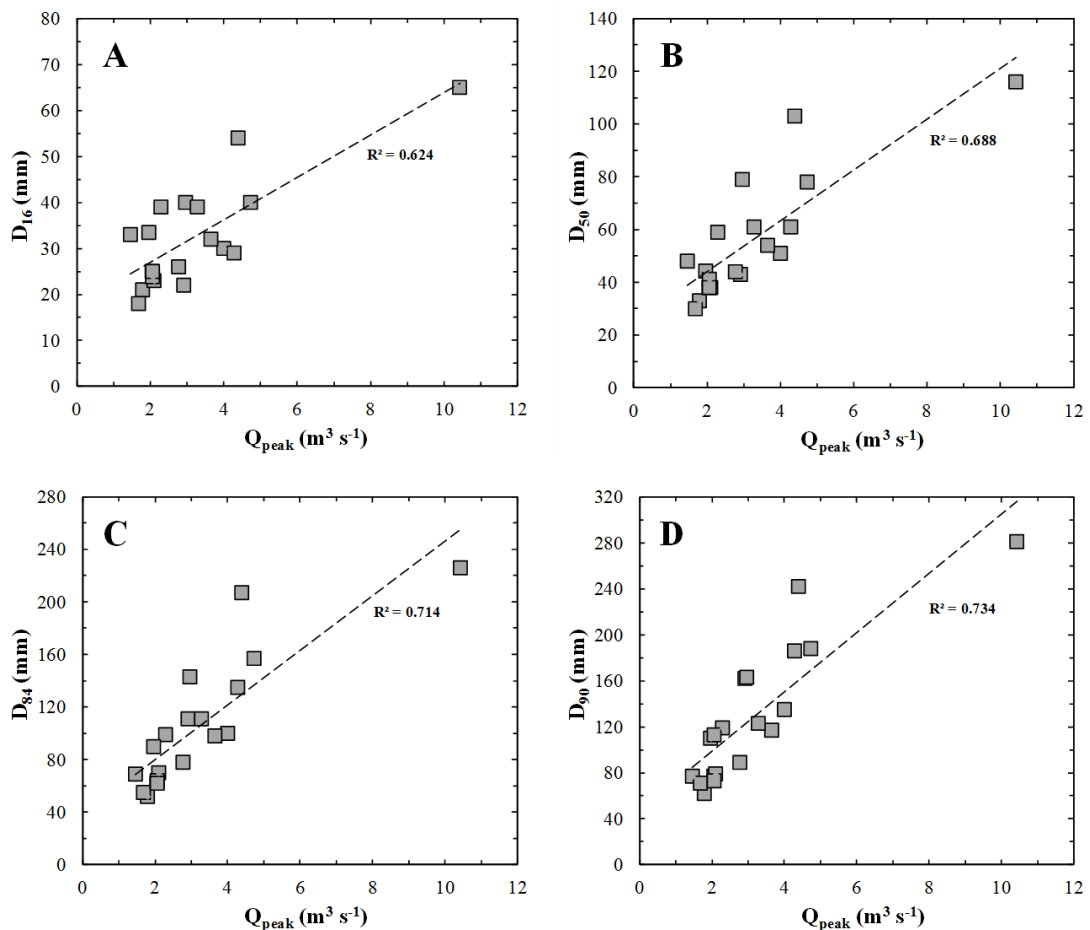 A
80
70
60
50
40
30
20
10
0
D16 (mm)
R² = 0.624
0 2 4 6 8 10 12
Qpeak (m³ s⁻¹)
B
140
120
100
80
60
40
20
0
D50 (mm)
R² = 0.688
0 2 4 6 8 10 12
Qpeak (m³ s⁻¹)
C
280
240
200
160
120
80
40
0
D84 (mm)
R² = 0.714
0 2 4 6 8 10 12
Qpeak (m³ s⁻¹)
D
320
280
240
200
160
120
80
40
0
D90 (mm)
R² = 0.734
0 2 4 6 8 10 12
Qpeak (m³ s⁻¹)